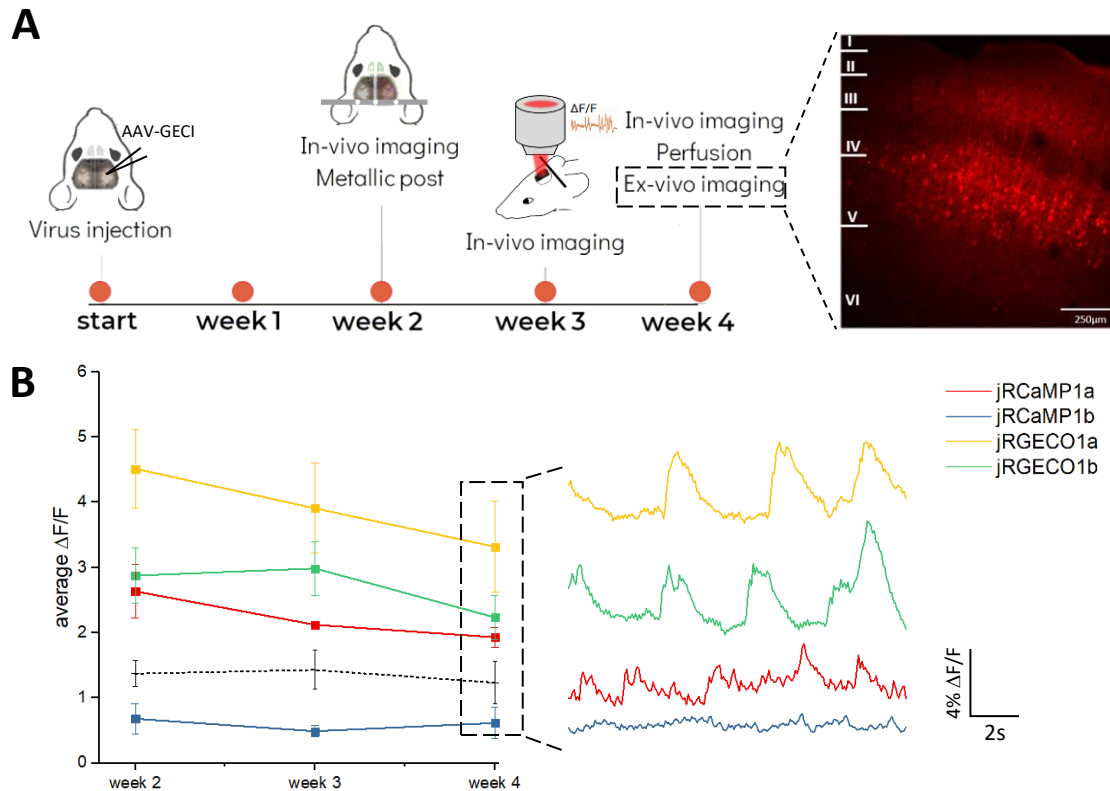 A
AAV-GECI
Virus injection
In-vivo imaging
Metallic post
ΔF/F
In-vivo imaging
In-vivo imaging
Perfusion
Ex-vivo imaging
start
week 1
week 2
week 3
week 4
I
II
III
IV
V
VI
250µm
B
average ΔF/F
6
5
4
3
2
1
0
week 2
week 3
week 4
jRCaMP1a
jRCaMP1b
jRGECO1a
jRGECO1b
4% ΔF/F
2s